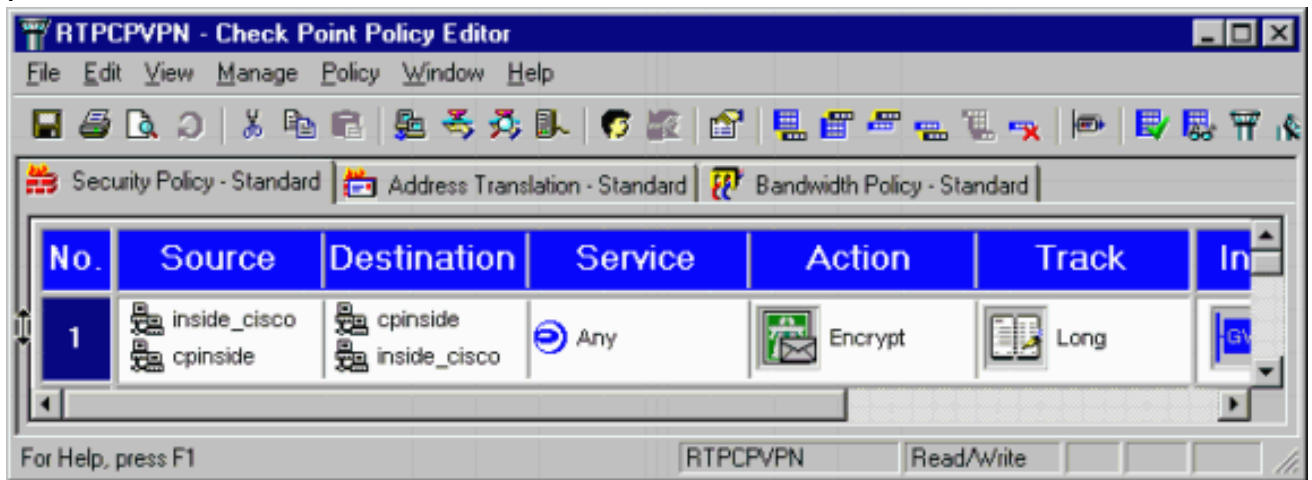 RTPCPVPN - Check Point Policy Editor
File Edit View Manage Policy Window Help
Security Policy - Standard Address Translation - Standard Bandwidth Policy - Standard
No. Source Destination Service Action Track In
1 inside_cisco cpinside Any Encrypt Long GW
cpinside inside_cisco
For Help, press F1 RTPCPVPN Read/Write